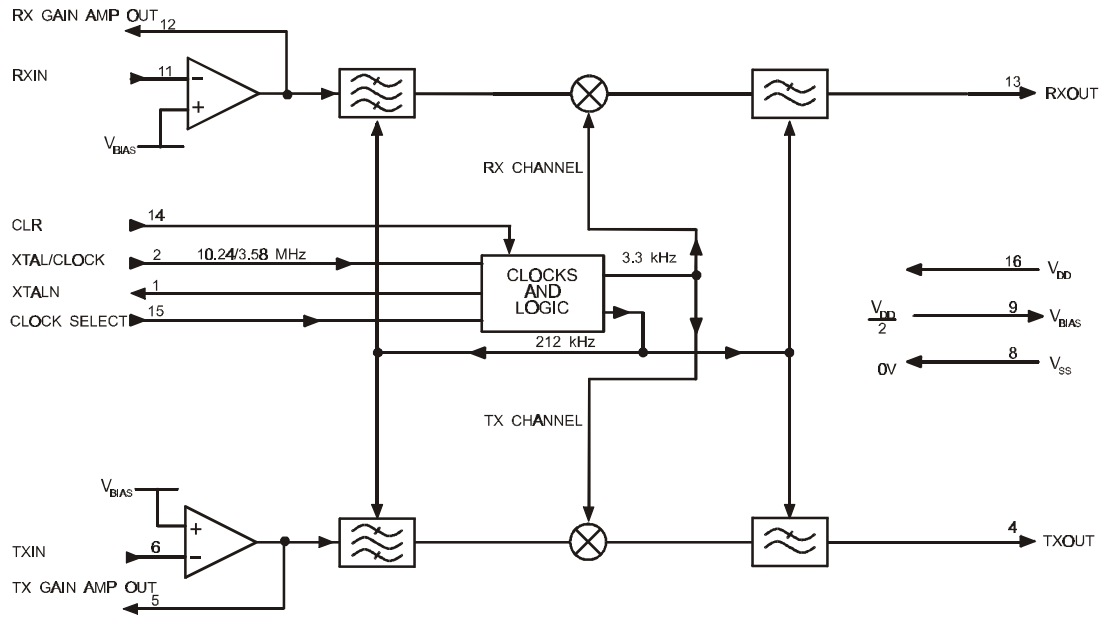 RX GAIN AMP OUT
12
RXIN
11
−
+
VBIAS
13
RXOUT
RX CHANNEL
CLR
14
XTAL/CLOCK
2
10.24/3.58 MHz
XTALN
1
CLOCK SELECT
15
CLOCKS
AND
LOGIC
3.3 kHz
212 kHz
16
VDD
VDD
2
9
VBIAS
0V
8
VSS
TX CHANNEL
VBIAS
+
−
TXIN
6
TX GAIN AMP OUT
5
4
TXOUT